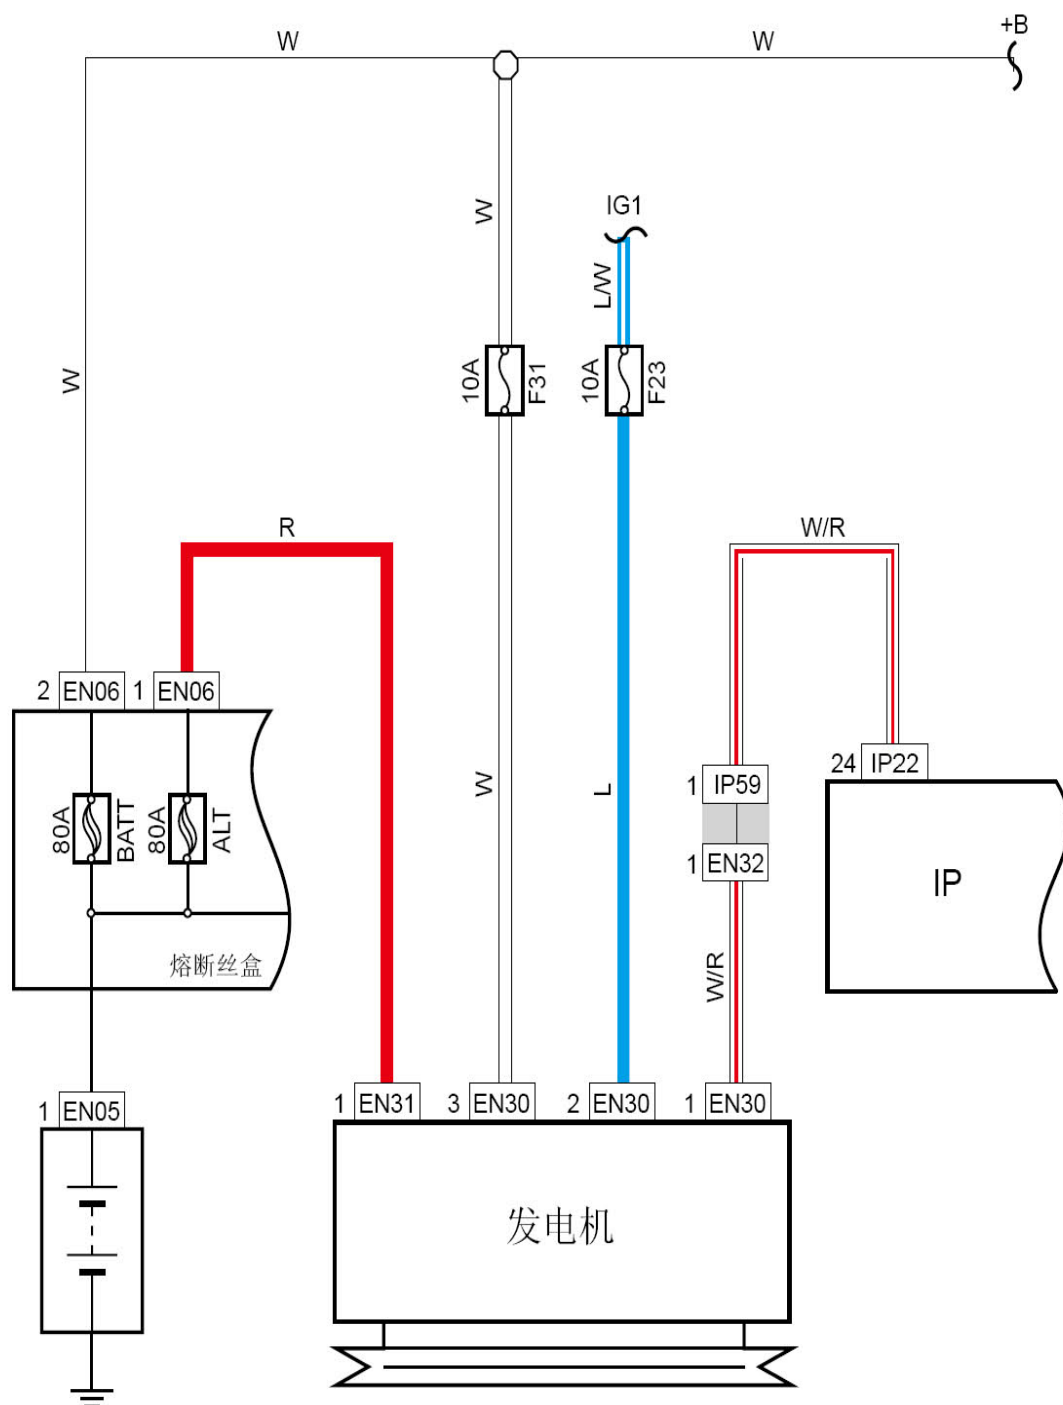 +B
W
W
IG1
W
L/W
W
10A
F31
10A
F23
R
W/R
2 EN06
1 EN06
24 IP22
1 IP59
W
L
80A
BATT
80A
ALT
1 EN32
IP
熔断丝盒
W/R
1 EN05
1 EN31
3 EN30
2 EN30
1 EN30
发电机